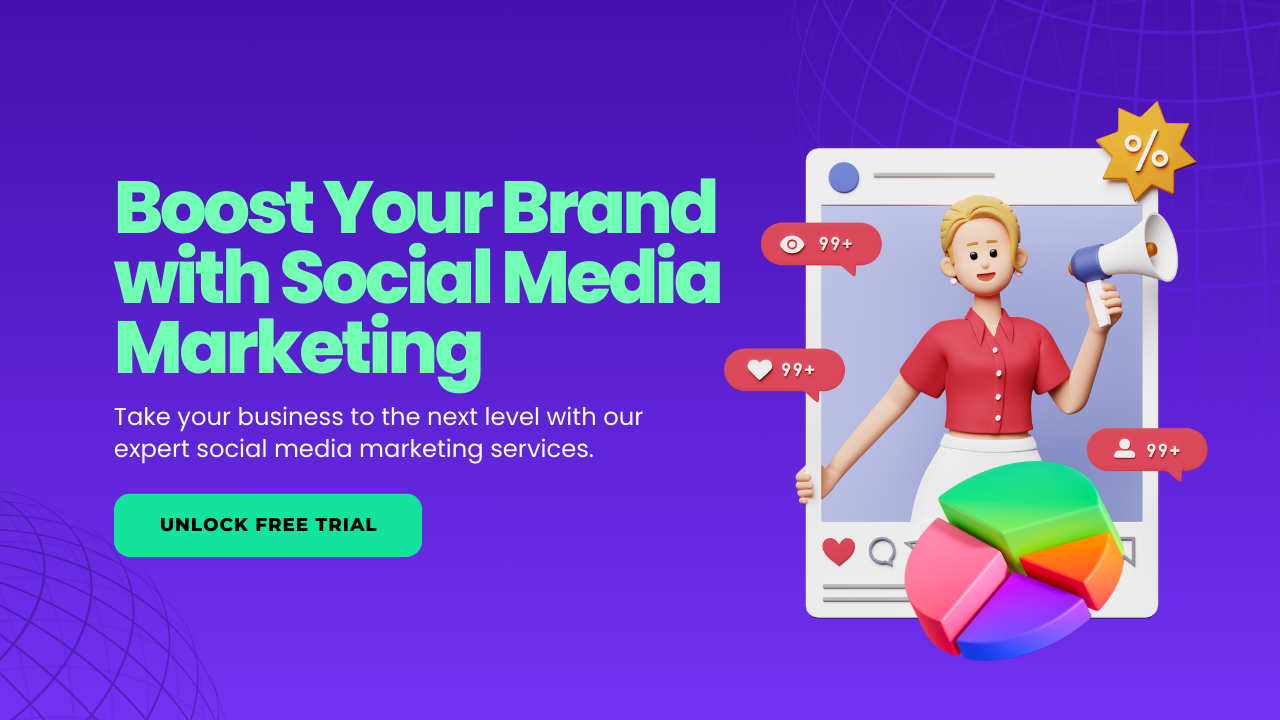 Boost Your Brand
with Social Media
Marketing
Take your business to the next level with our
expert social media marketing services.
UNLOCK FREE TRIAL
%
99+
99+
99+